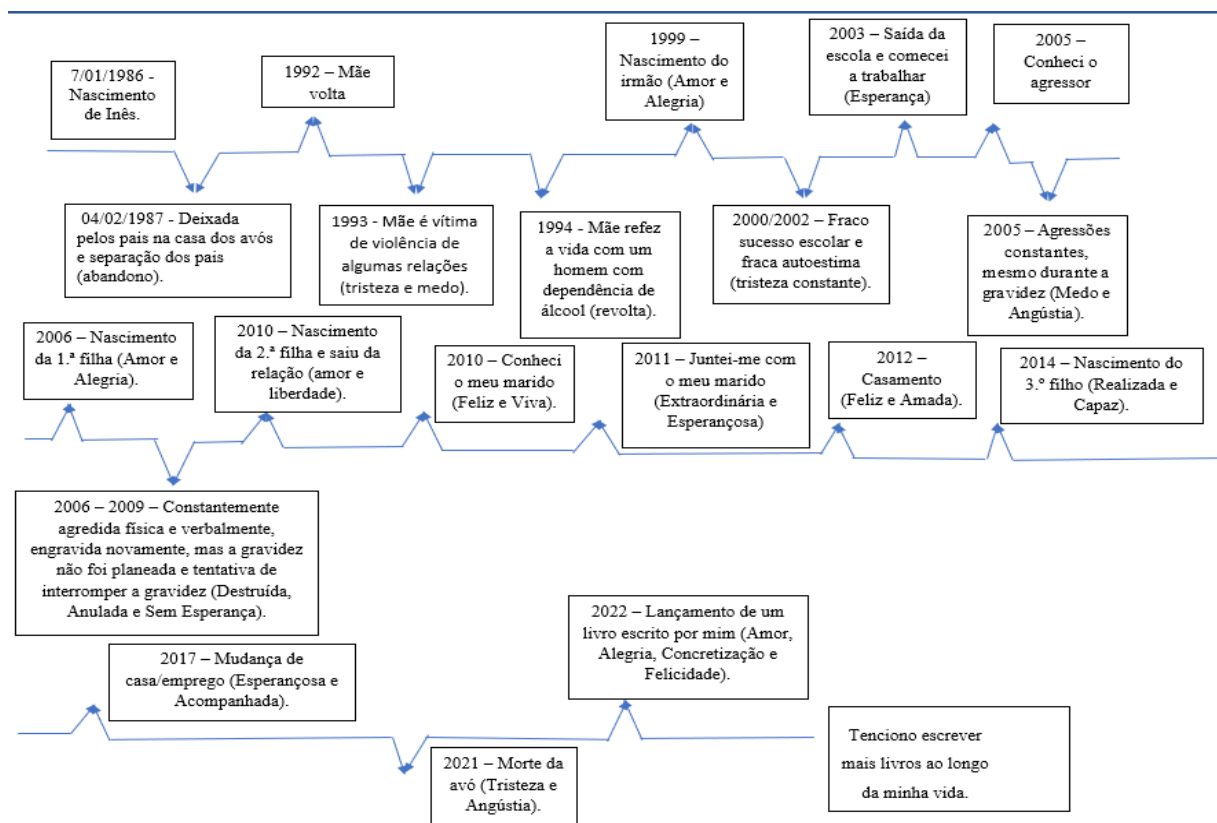 7/01/1986 -
Nascimento
de Inês.
04/02/1987 - Deixada
pelos pais na casa dos avós
e separação dos pais
(abandono).
1992 – Mãe
volta
1993 - Mãe é vítima
de violência de
algumas relações
(tristeza e medo).
1994 – Mãe refez
a vida com um
homem com
dependência de
álcool (revolta).
1999 –
Nascimento do
irmão (Amor e
Alegria)
2000/2002 – Fraco
sucesso escolar e
fraca autoestima
(tristeza constante).
2003 – Saída da
escola e comecei
a trabalhar
(Esperança)
2005 –
Conheci o
agressor
2005 – Agressões
constantes,
mesmo durante a
gravidez (Medo e
Angústia).
2006 – Nascimento
da 1.ª filha (Amor e
Alegria).
2006 – 2009 – Constantemente
agredida física e verbalmente,
engravida novamente, mas a gravidez
não foi planeada e tentativa de
interromper a gravidez (Destruída,
Anulada e Sem Esperança).
2010 – Nascimento
da 2.ª filha e saiu da
relação (amor e
liberdade).
2010 – Conheci
o meu marido
(Feliz e Viva).
2011 – Juntei-me com
o meu marido
(Extraordinária e
Esperançosa)
2012 –
Casamento
(Feliz e Amada).
2014 – Nascimento do
3.º filho (Realizada e
Capaz).
2017 – Mudança de
casa/emprego (Esperançosa e
Acompanhada).
2021 – Morte da
avó (Tristeza e
Angústia).
2022 – Lançamento de um
livro escrito por mim (Amor,
Alegria, Concretização e
Felicidade).
Tenciono escrever
mais livros ao longo
da minha vida.